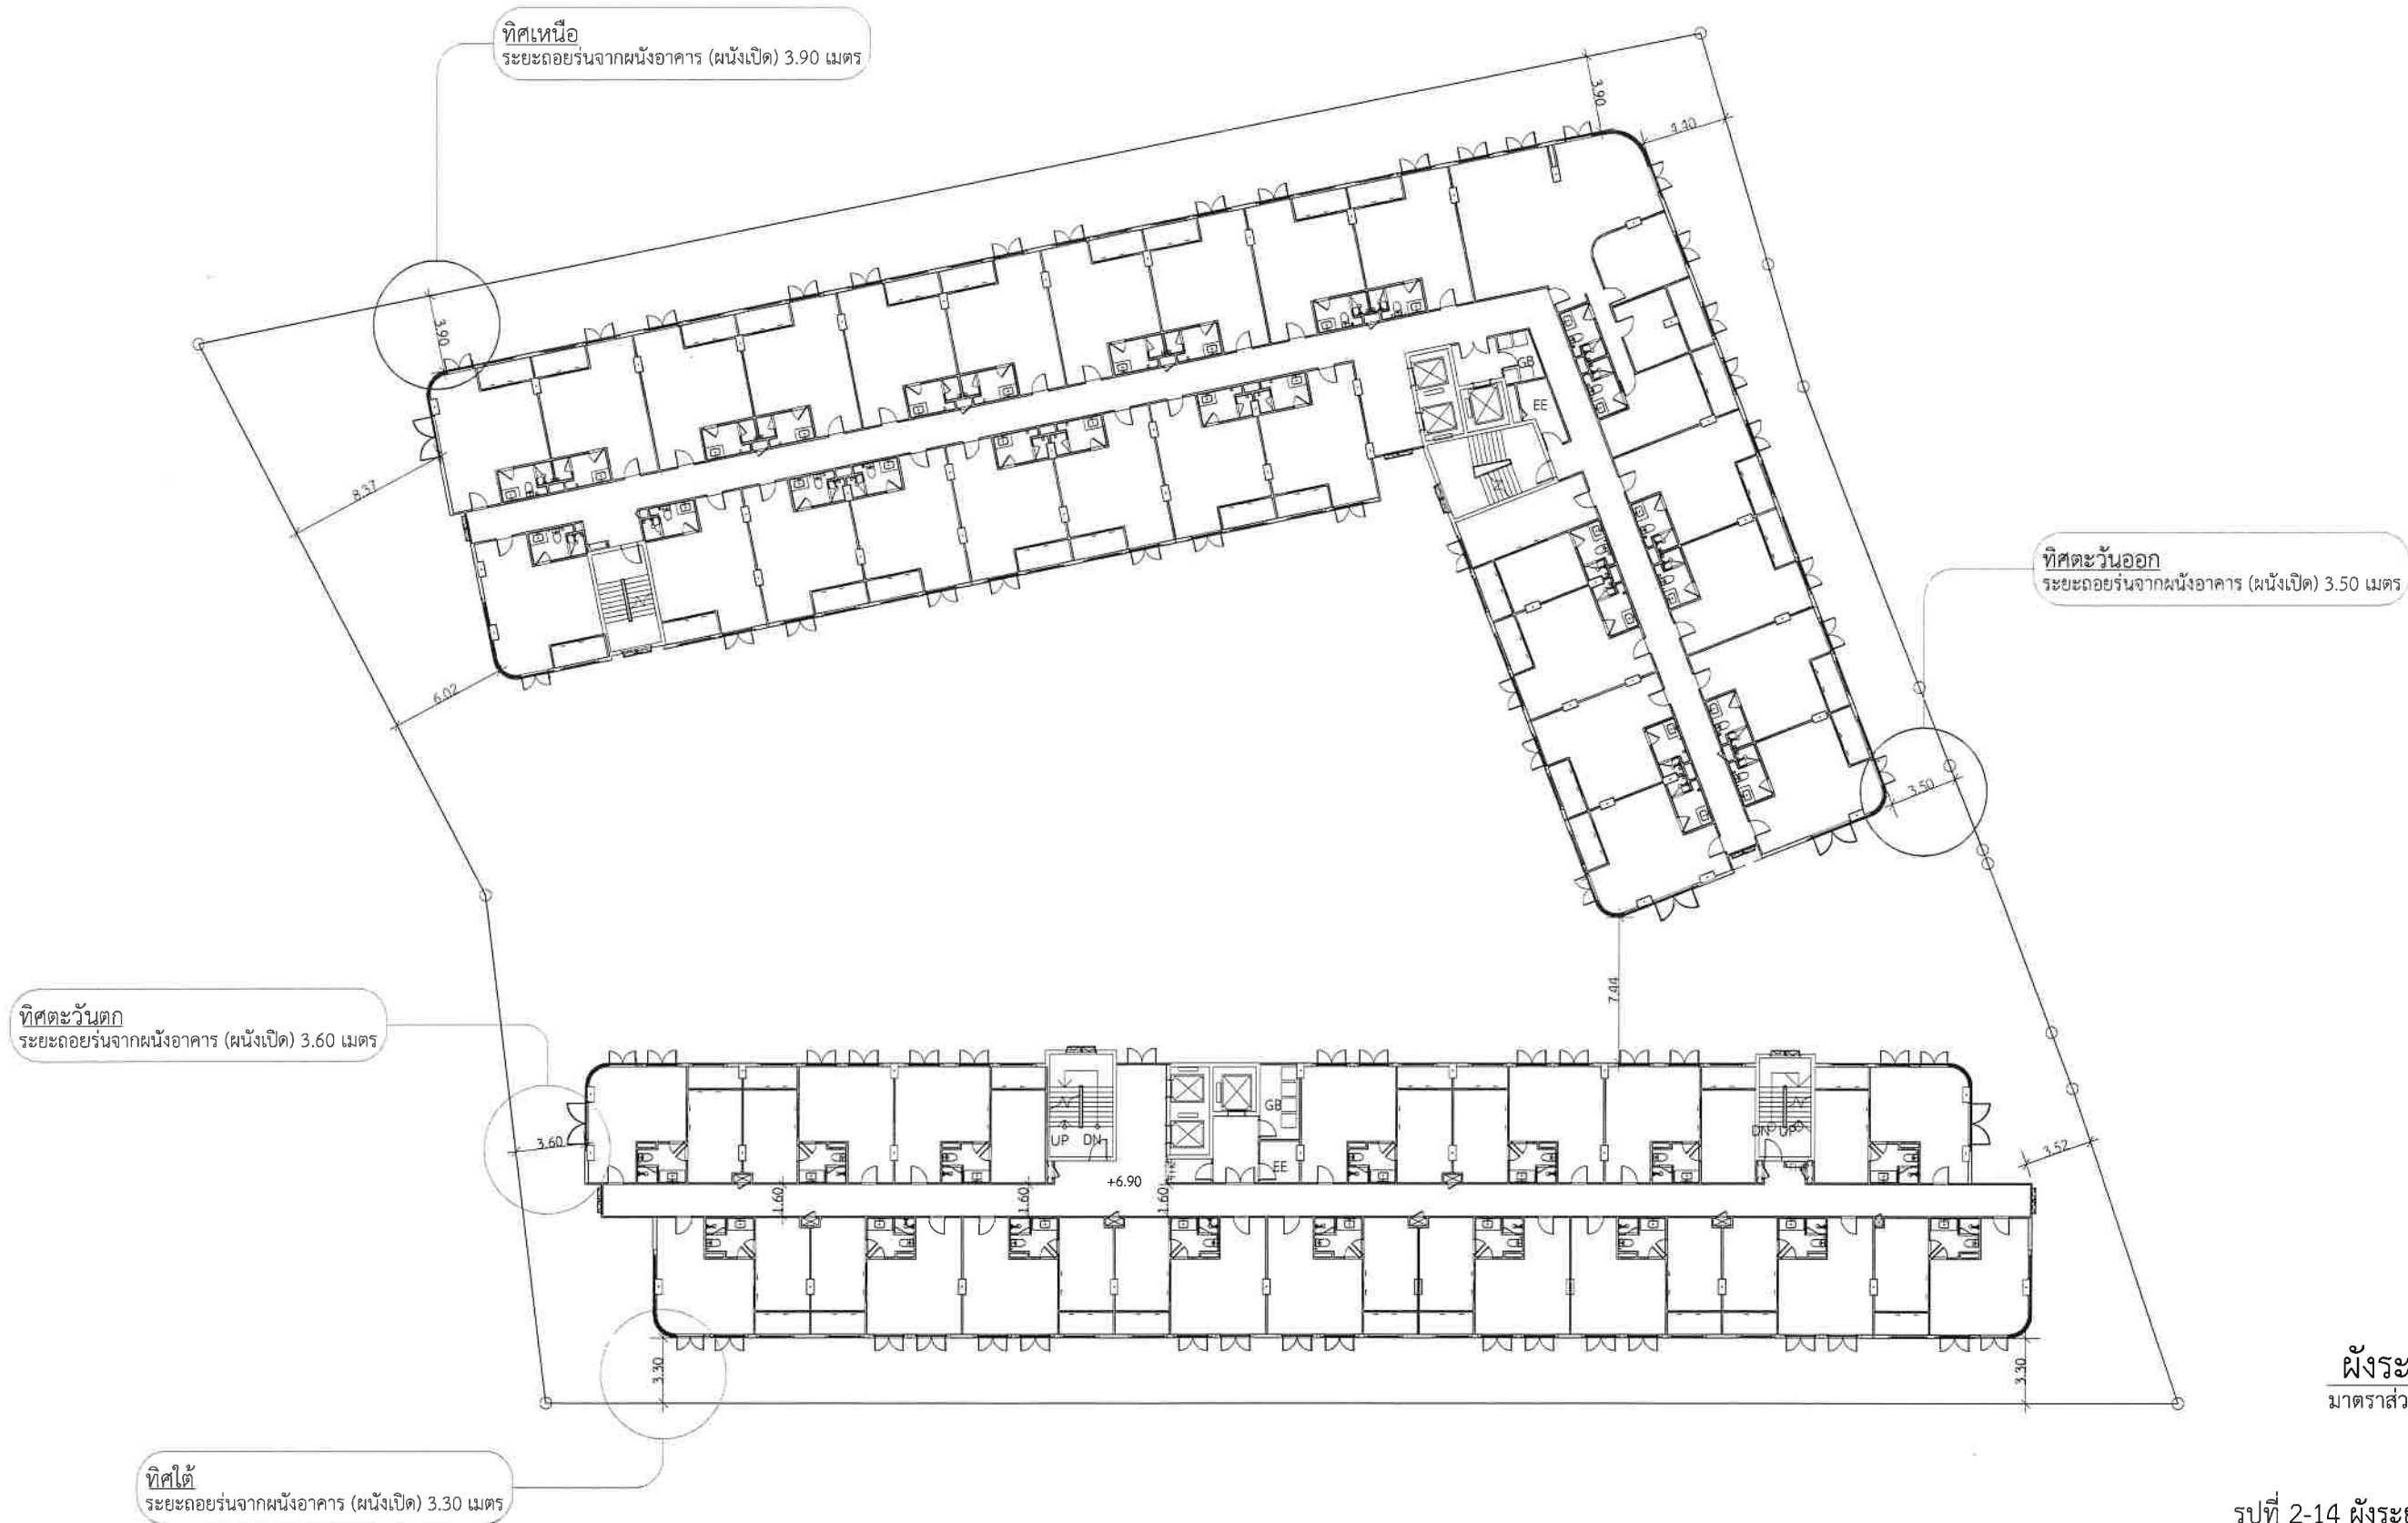 ทิศเหนือ
ระยะถอยร่นจากผนังอาคาร (ผนังเปิด) 3.90 เมตร
3.90
4.40
3.90
GB
EE
8.37
ทิศตะวันออก
ระยะถอยร่นจากผนังอาคาร (ผนังเปิด) 3.50 เมตร
6.02
3.50
7.44
ทิศตะวันตก
ระยะถอยร่นจากผนังอาคาร (ผนังเปิด) 3.60 เมตร
GB
UP DN
DN UP
3.60
3.52
EE
+6.90
1.60
1.60
1.60
3.30
3.30
ผังระ
มาตราส่ว
ทิศใต้
ระยะถอยร่นจากผนังอาคาร (ผนังเปิด) 3.30 เมตร
รูปที่ 2-14 ผังระ